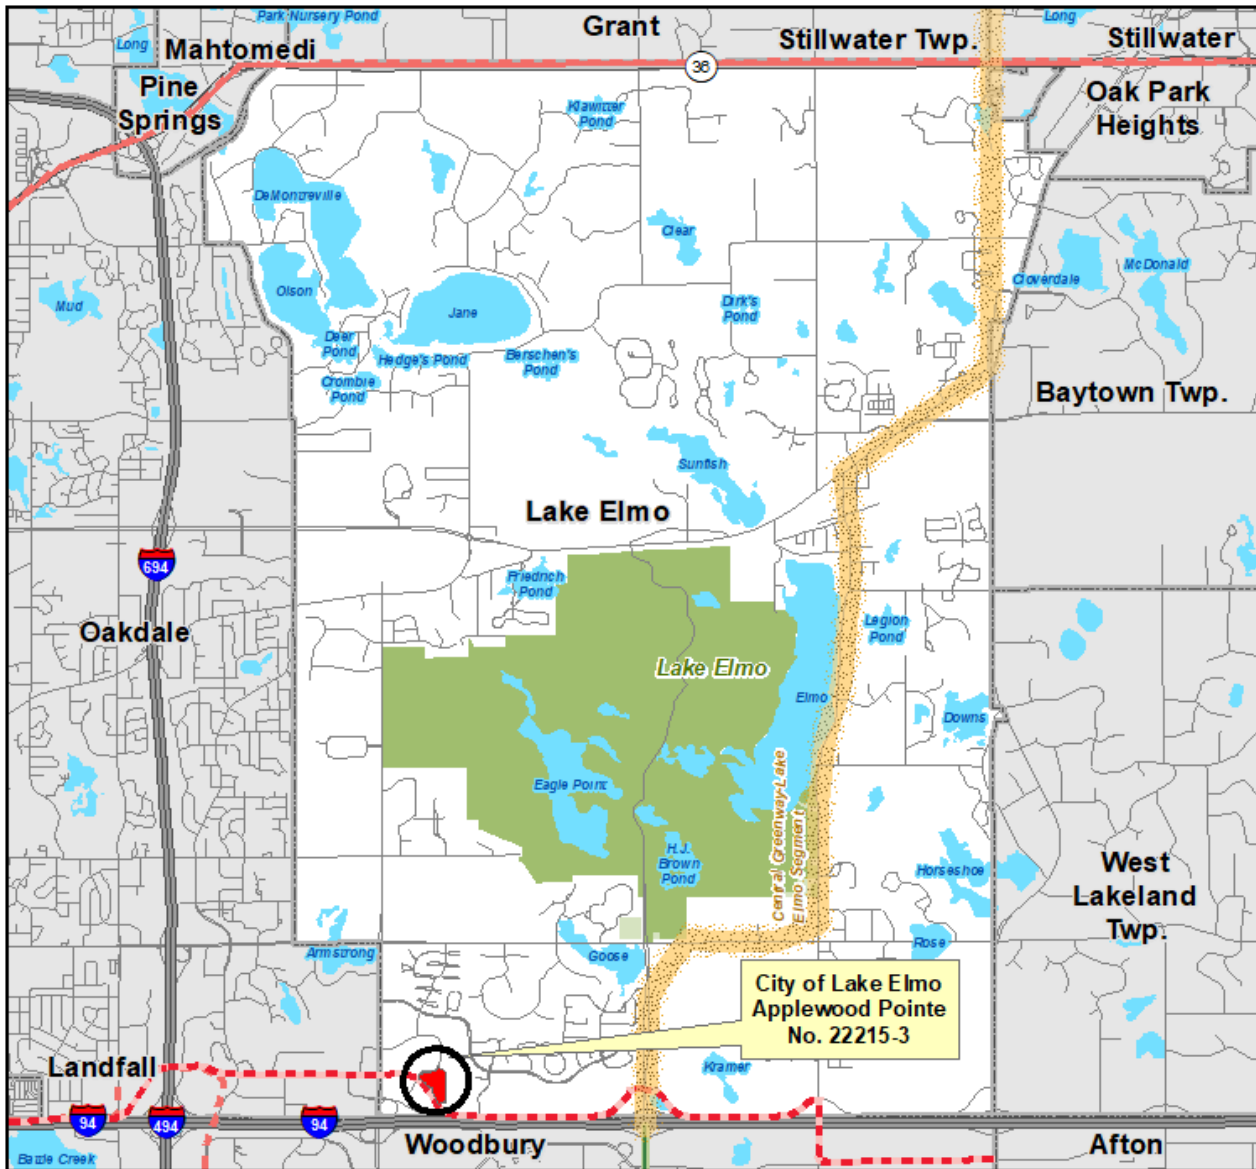 Park Nursery Pond
Grant
Long
Long
Mahtomedi
Stillwater Twp.
Stillwater
36
Pine
Springs
Oak Park
Heights
Klawitter
Pond
DeMontreville
Clear
Cloverdale
McDonald
Mud
Olson
Jane
Dirk's
Pond
Deer
Pond
Hedge's Pond
Berschen's
Pond
Crombie
Pond
Baytown Twp.
Sunfish
Lake Elmo
694
Friedrich
Pond
Oakdale
Legion
Pond
Lake Elmo
Elmo
Downs
Eagle Point
Central Greenway-Lake
Elmo Segment
H.J.
Brown
Pond
Horseshoe
West
Lakeland
Twp.
Armstrong
Goose
Rose
City of Lake Elmo
Applewood Pointe
No. 22215-3
Landfall
Kramer
94
494
94
Woodbury
Afton
Battle Creek